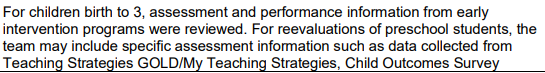 For children birth to 3, assessment and performance information from early
intervention programs were reviewed. For reevaluations of preschool students, the
team may include specific assessment information such as data collected from
Teaching Strategies GOLD/My Teaching Strategies, Child Outcomes Survey